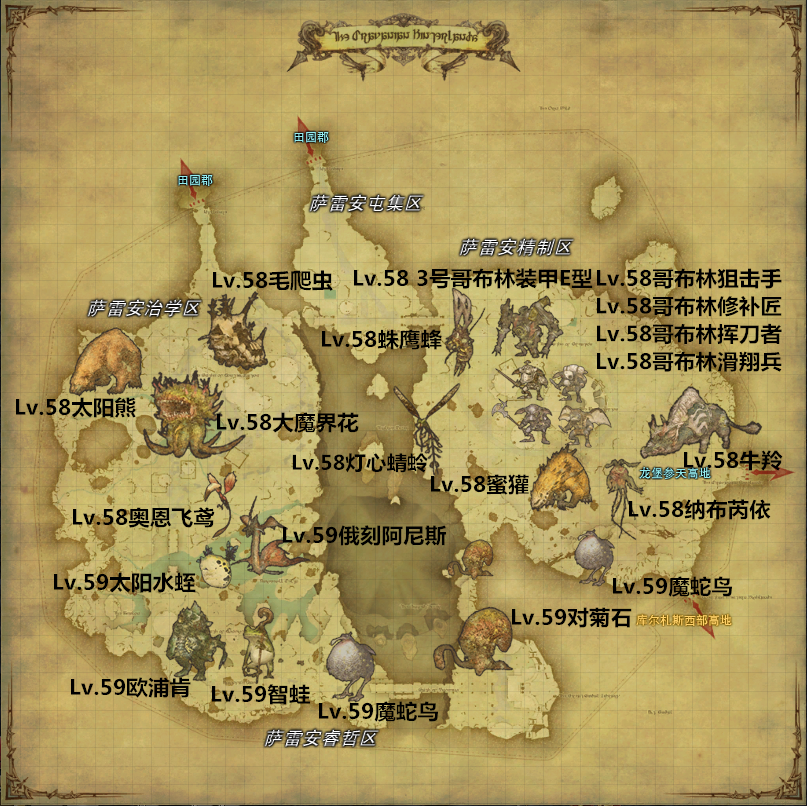 The Dravanian Hinterlands
田园郡
田园郡
萨雷安屯集区
萨雷安精制区
Lv.58毛爬虫
Lv.58 3号哥布林装甲E型
Lv.58哥布林狙击手
Lv.58哥布林修补匠
Lv.58哥布林挥刀者
Lv.58哥布林滑翔兵
萨雷安治学区
Lv.58蛛鹰蜂
Lv.58太阳熊
Lv.58大魔界花
Lv.58灯心蜻蛉
Lv.58牛羚
龙堡参天高地
Lv.58蜜獾
Lv.58纳布芮依
Lv.58奥恩飞鸢
Lv.59俄刻阿尼斯
Lv.59太阳水蛭
Lv.59魔蛇鸟
Lv.59对菊石
库尔札斯西部高地
Lv.59欧浦肯
Lv.59智蛙
Lv.59魔蛇鸟
萨雷安睿哲区